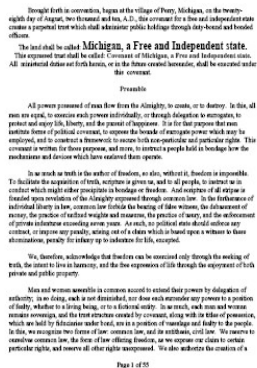 Brought forth in convention, begun at the village of Perry, Michigan, on the twenty-
eighth day of August, two thousand and ten, A.D., this covenant for a free and independent state
creates a perpetual trust which shall administer public holdings through duty-bound and bonded
officers.
The land shall be called: Michigan, a Free and Independent state.
This expressed trust shall be called: Covenant of Michigan, a Free and Independent state.
All ministerial duties set forth herein, or in the future created hereunder, shall be executed under
this covenant.
Preamble
All powers possessed of man flow from the Almighty, to create, or to destroy. In this, all
men are equal, to exercise such powers individually, or through delegation to surrogates, to
protect and enjoy life, liberty, and the pursuit of happiness. It is for that purpose that men
institute forms of political covenant, to express the bounds of surrogate power which may be
employed, and to construct a framework to secure both non-particular and particular rights. This
covenant is written for these purposes, and more, to instruct people held in bondage how the
mechanisms and devices which have enslaved them operate.
In as much as truth is the author of freedom, so also, without it, freedom is impossible.
To facilitate the acquisition of truth, scripture is given us, and to all people, to instruct us in
conduct which might either precipitate in bondage or freedom. And scripture of all stripe is
founded upon revelation of the Almighty expressed through common law. In the furtherance of
individual liberty in law, common law forbids the bearing of false witness, the debasement of
money, the practice of unjust weights and measures, the practice of usury, and the enforcement
of private indenture exceeding seven years. As such, no political state should enforce any
contract, or impose any penalty, arising out of a claim which is based upon a witness to these
abominations, penalty for infamy up to indenture for life, excepted.
We, therefore, acknowledge that freedom can be exercised only through the seeking of
truth, the intent to live in harmony, and the free expression of life through the enjoyment of both
private and public property.
Men and women assemble in common accord to extend their powers by delegation of
authority; in so doing, each is not diminished, nor does each surrender any powers to a position
of fealty, whether to a living being, or to a fictional entity. In as much, each man and woman
remains sovereign, and the trust structure created by covenant, along with its titles of possession,
which are held by fiduciaries under bond, are in a position of vassalage and fealty to the people.
In this, we recognize two forms of law: common law, and its antithesis, civil law. We reserve to
ourselves common law, the form of law offering freedom, as we express our claim to certain
particular rights, and reserve all other rights unexpressed. We also authorize the creation of a
Page 1 of 55